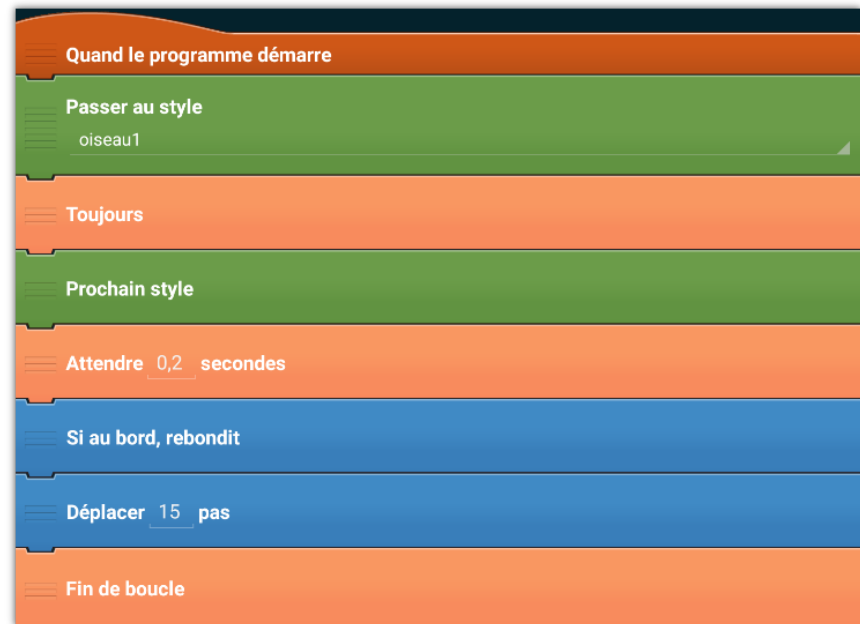 Quand le programme démarre
Passer au style
oiseau1
Toujours
Prochain style
Attendre 0,2 secondes
Si au bord, rebondit
Déplacer 15 pas
Fin de boucle